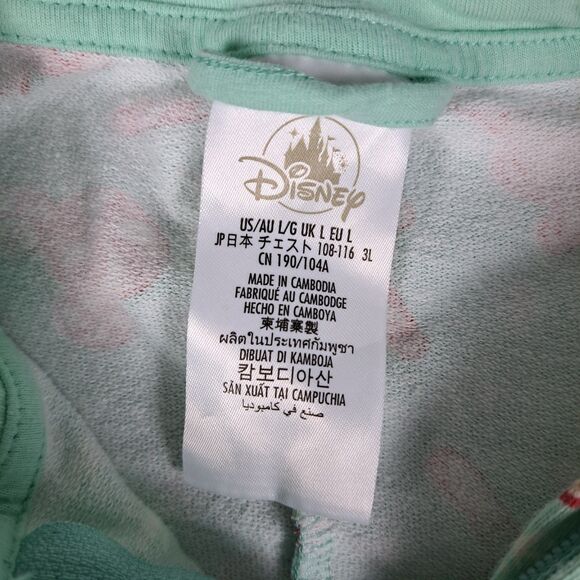 Disney
US/AU L/G UK L EU L
JP日本 チェスト 108-116 3L
CN 190/104A
MADE IN CAMBODIA
FABRIQUÉ AU CAMBODGE
HECHO EN CAMBOYA
柬埔寨製
ผลิตในประเทศกัมพูชา
DIBUAT DI KAMBOJA
캄보디아산
SẢN XUẤT TẠI CAMPUCHIA
صنع في كامبوديا